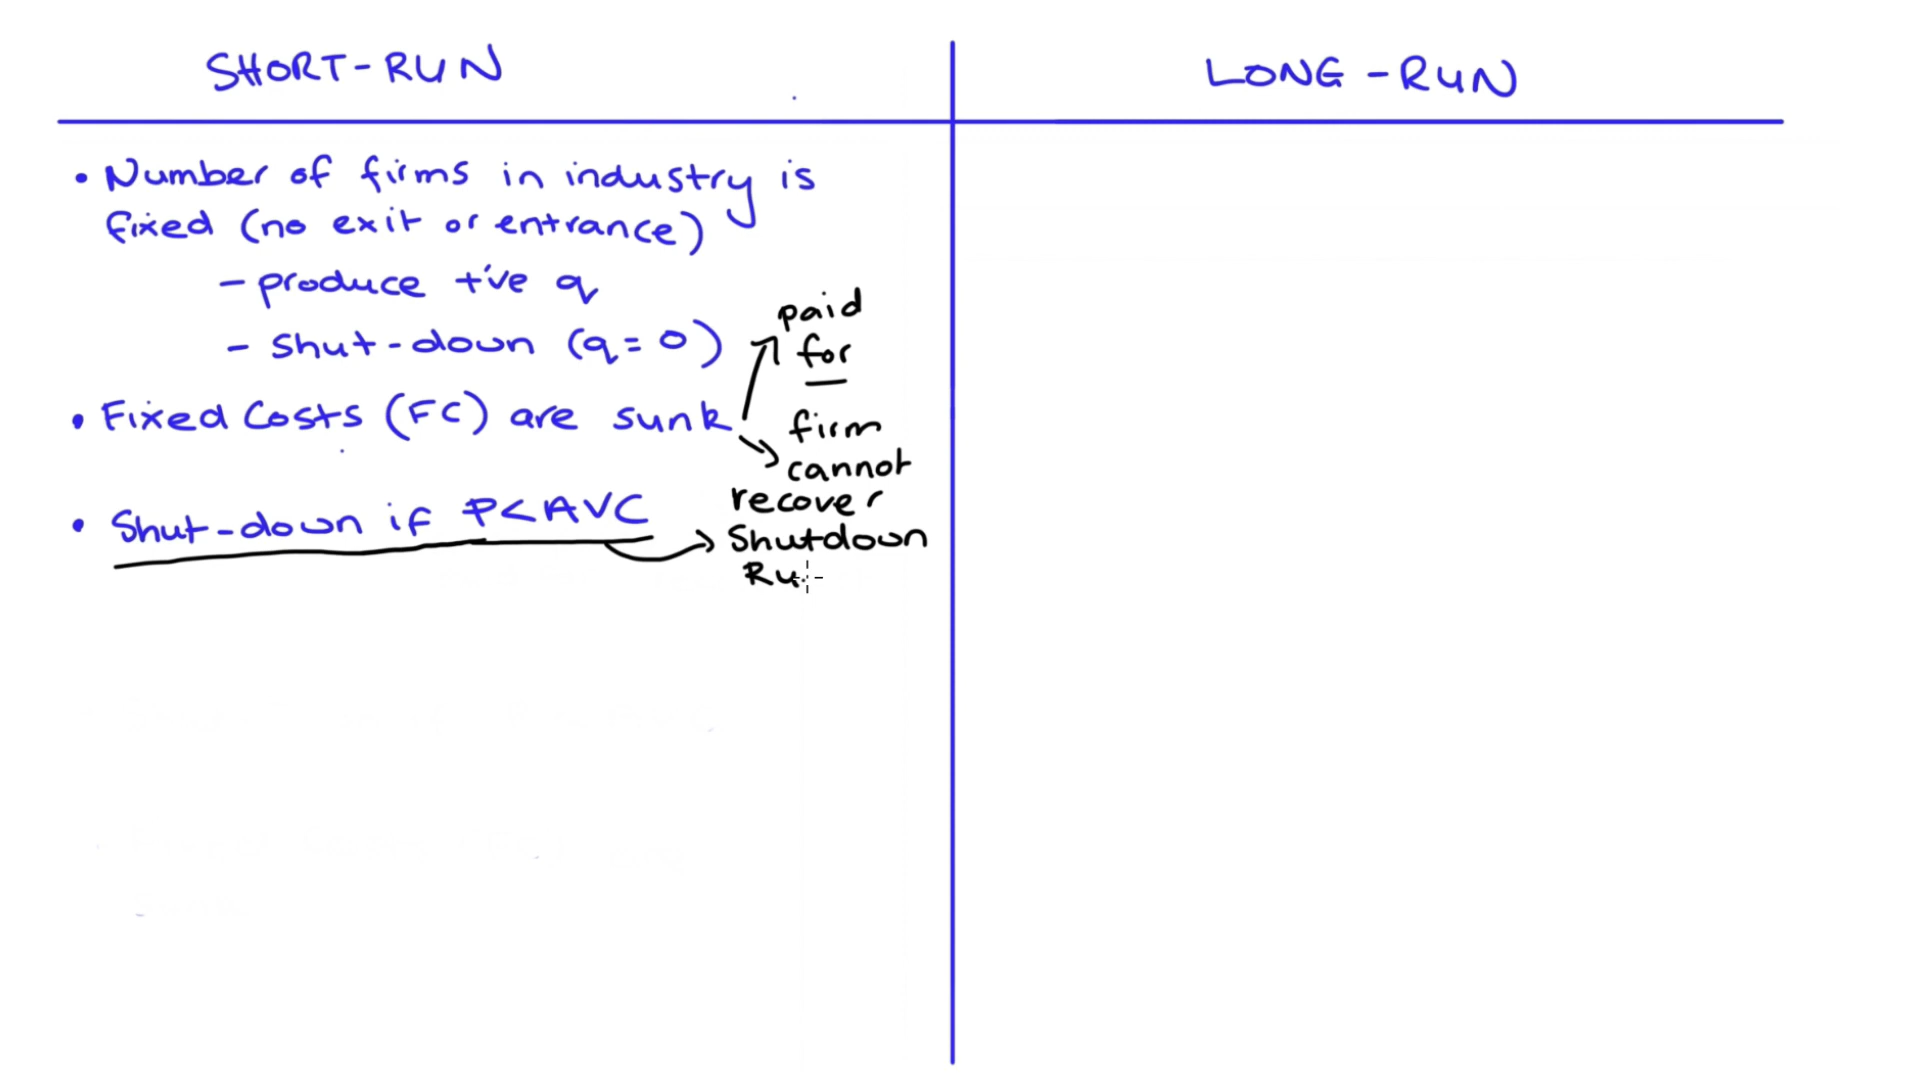 SHORT-RUN
LONG-RUN
• Number of firms in industry is
fixed (no exit or entrance)
- produce +'ve q
- shut-down (q=0)
• Fixed Costs (FC) are sunk
paid
for
firm
cannot
recover
• Shut-down if P<AVC
Shutdown
Ru